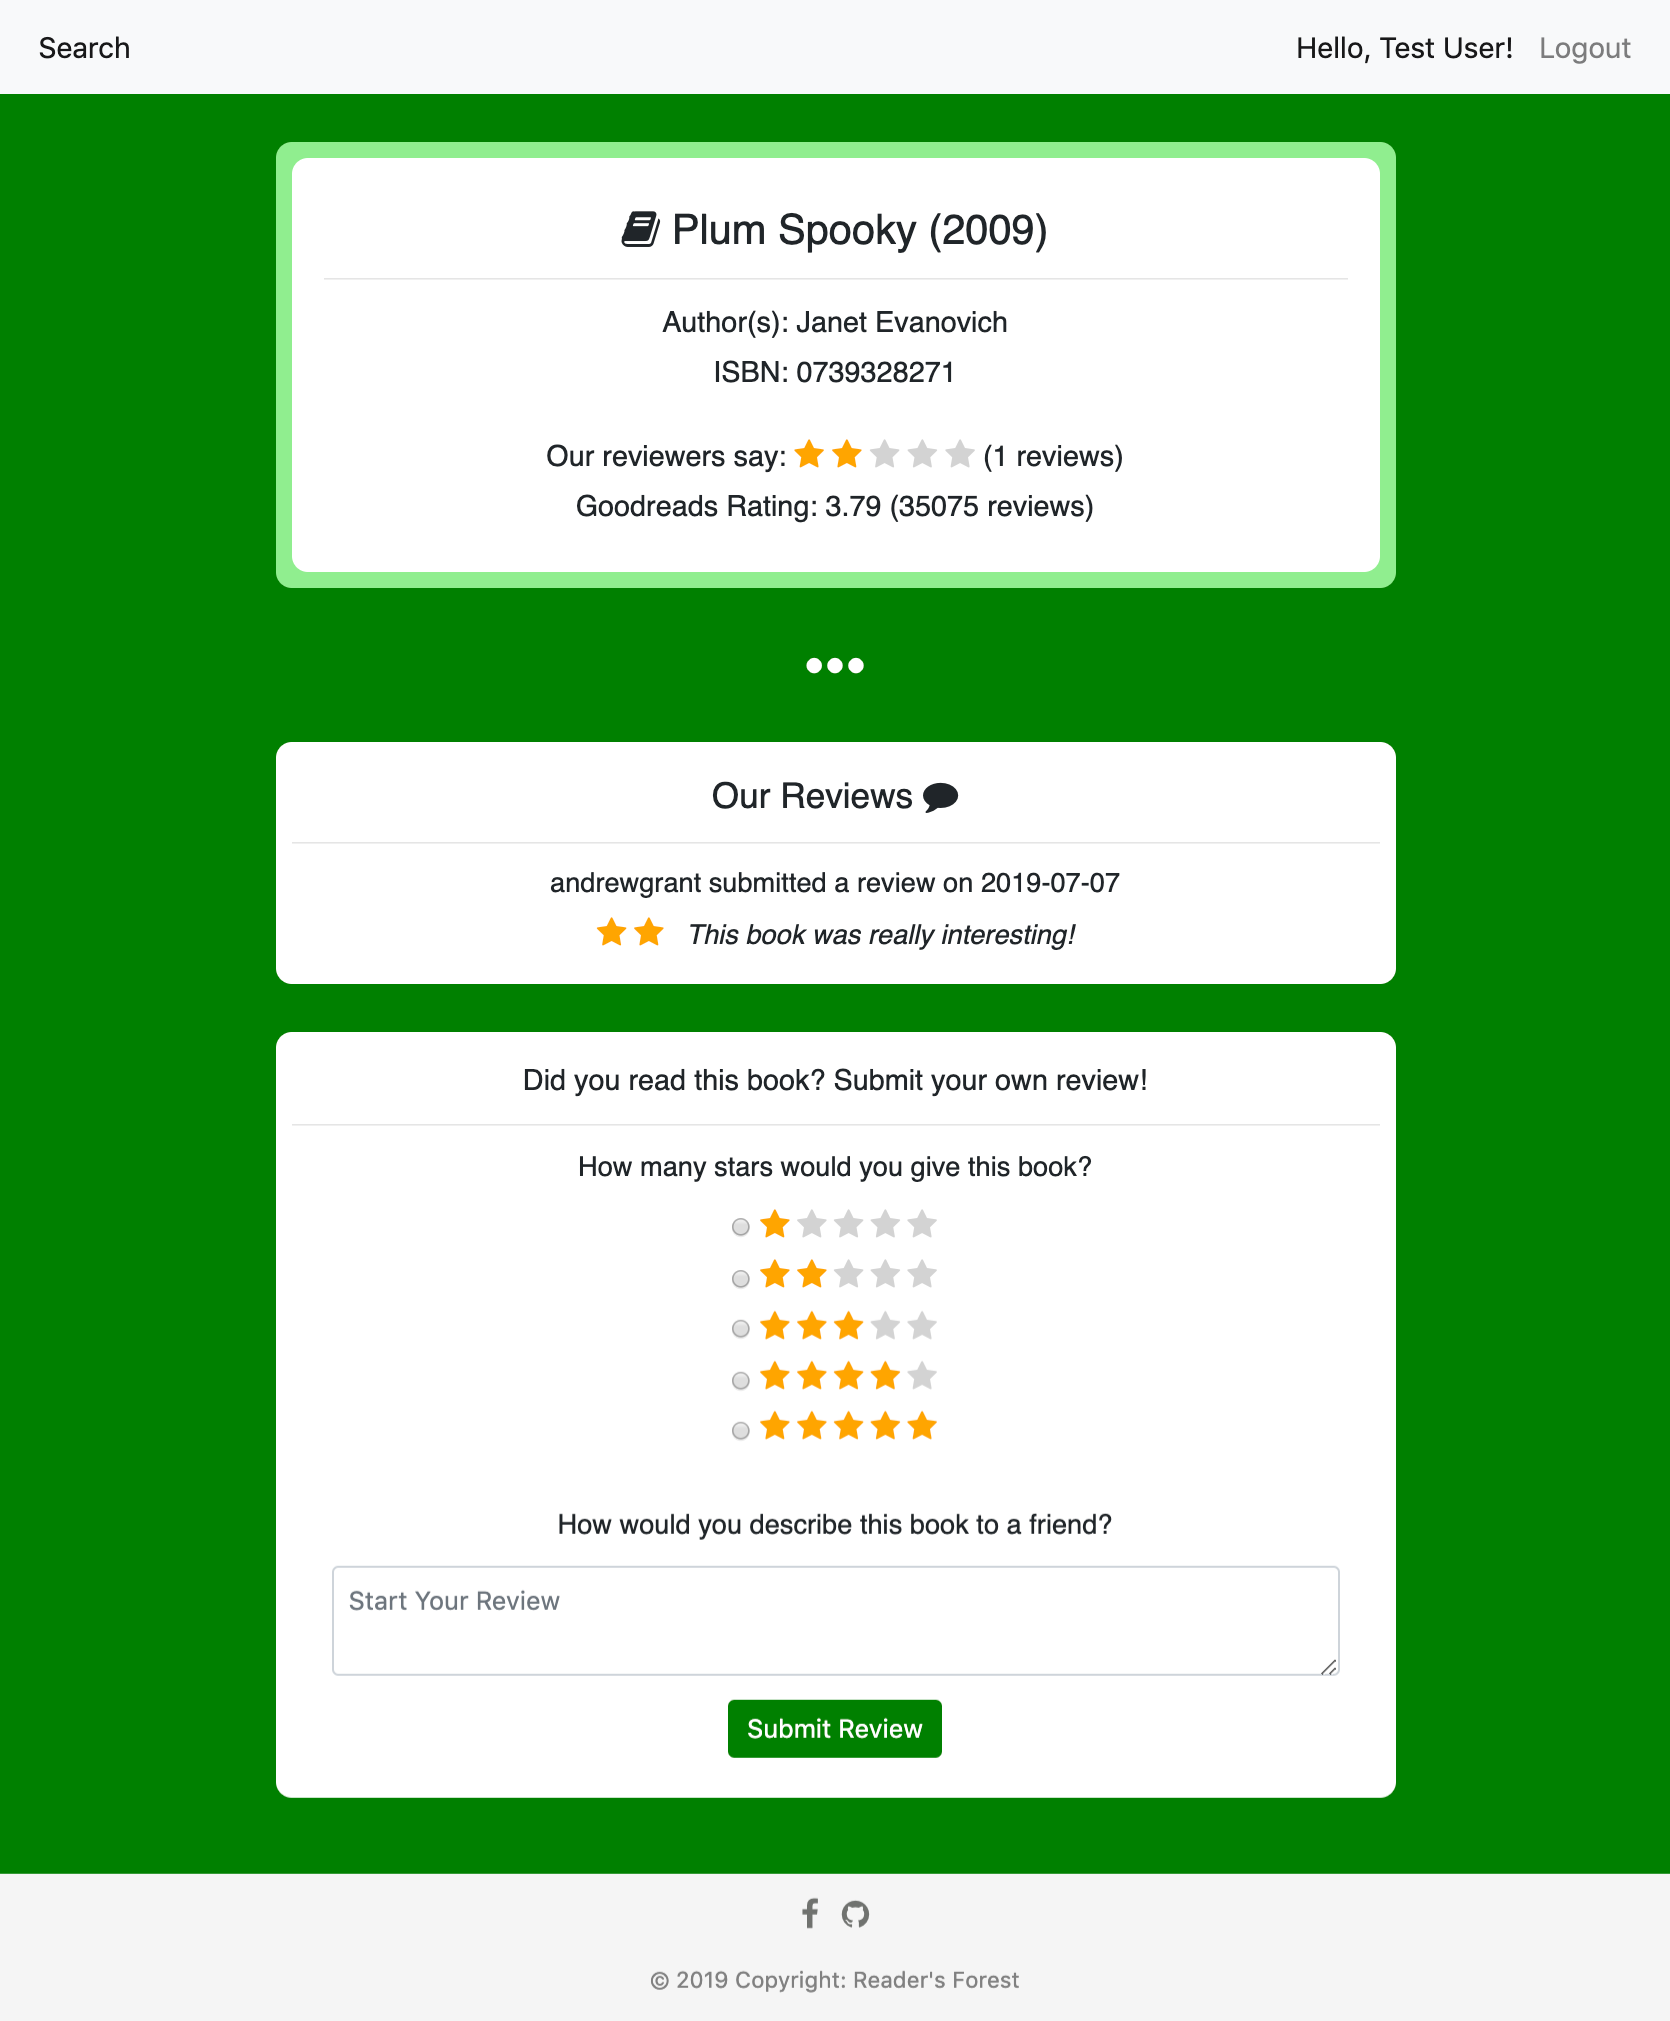 Search
Hello, Test User! Logout
Plum Spooky (2009)
Author(s): Janet Evanovich
ISBN: 0739328271
Our reviewers say: (1 reviews)
Goodreads Rating: 3.79 (35075 reviews)
Our Reviews
andrewgrant submitted a review on 2019-07-07
This book was really interesting!
Did you read this book? Submit your own review!
How many stars would you give this book?
How would you describe this book to a friend?
Start Your Review
Submit Review
© 2019 Copyright: Reader's Forest